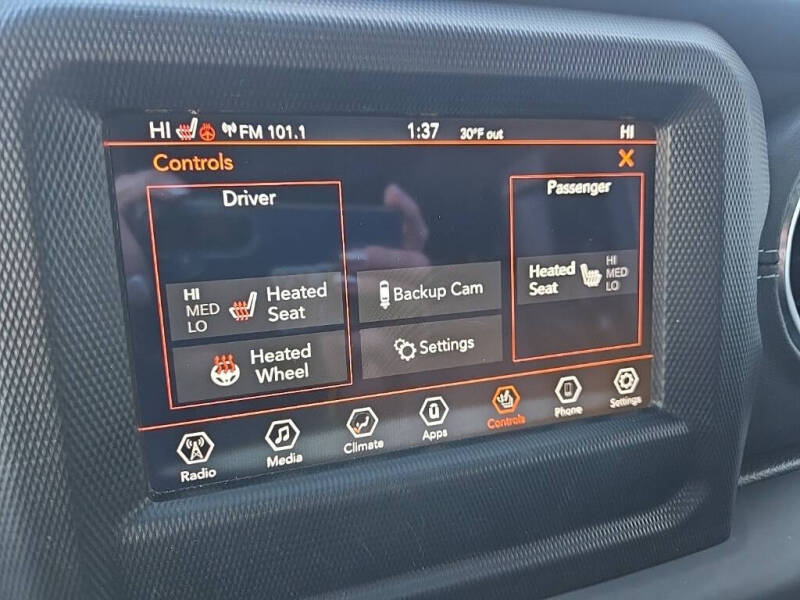 HI FM 101.1 1:37 30°F out HI
Controls X
Driver
Passenger
HI
MED
LO
Heated
Seat
Heated
Wheel
Backup Cam
Settings
Heated
Seat
HI
MED
LO
Radio Media Climate Apps Controls Phone Settings